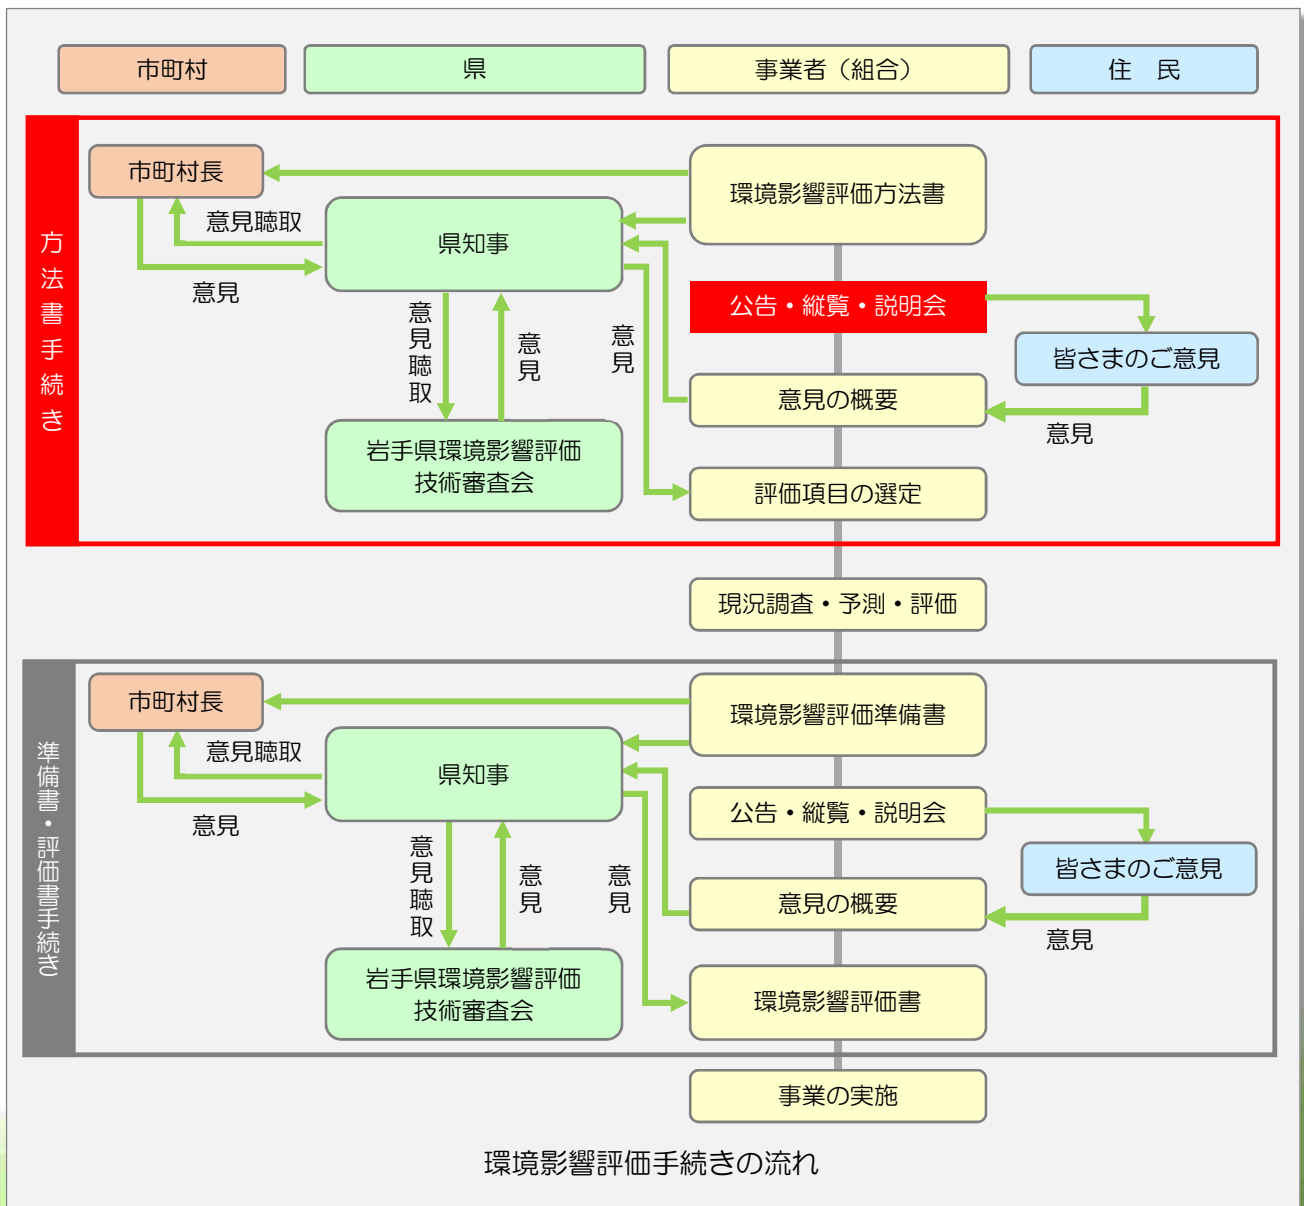 市町村
県
事業者（組合）
住　民
方法書手続き
市町村長
環境影響評価方法書
意見聴取
県知事
意見
公告・縦覧・説明会
意見聴取
意見
意見
皆さまのご意見
意見の概要
意見
岩手県環境影響評価
技術審査会
評価項目の選定
現況調査・予測・評価
準備書・評価書手続き
市町村長
環境影響評価準備書
意見聴取
県知事
意見
公告・縦覧・説明会
意見聴取
意見
意見
皆さまのご意見
意見の概要
意見
岩手県環境影響評価
技術審査会
環境影響評価書
事業の実施
環境影響評価手続きの流れ